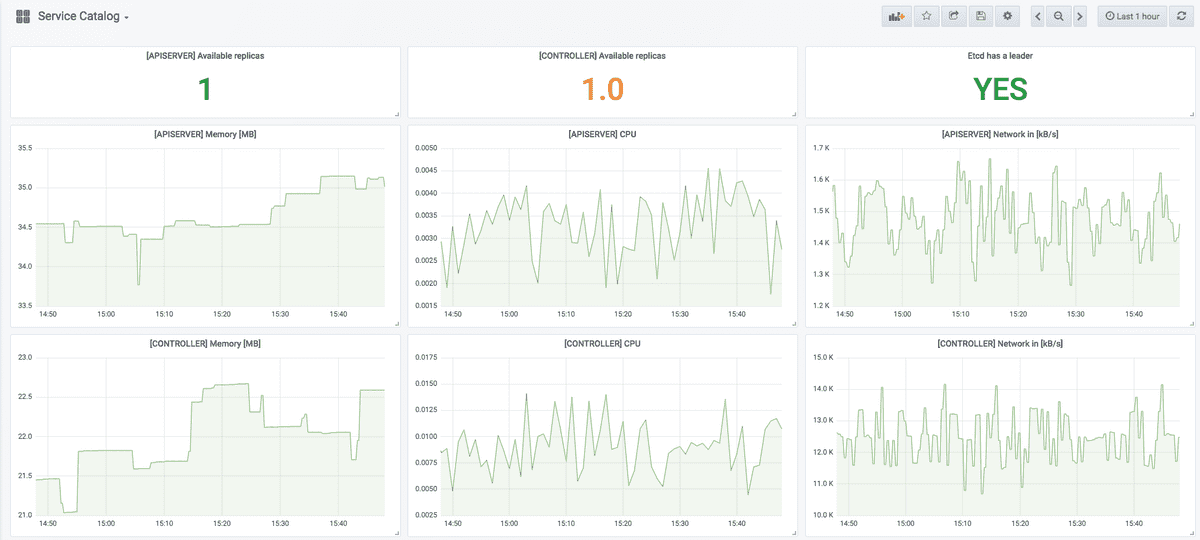 Service Catalog
Last 1 hour
[APISERVER] Available replicas
1
[CONTROLLER] Available replicas
1.0
Etcd has a leader
YES
[APISERVER] Memory [MB]
35.5
35.0
34.5
34.0
33.5
14:50 15:00 15:10 15:20 15:30 15:40
[APISERVER] CPU
0.0050
0.0045
0.0040
0.0035
0.0030
0.0025
0.0020
0.0015
14:50 15:00 15:10 15:20 15:30 15:40
[APISERVER] Network in [kB/s]
1.7 K
1.6 K
1.5 K
1.4 K
1.3 K
1.2 K
14:50 15:00 15:10 15:20 15:30 15:40
[CONTROLLER] Memory [MB]
23.0
22.5
22.0
21.5
21.0
14:50 15:00 15:10 15:20 15:30 15:40
[CONTROLLER] CPU
0.0175
0.0150
0.0125
0.0100
0.0075
0.0050
0.0025
14:50 15:00 15:10 15:20 15:30 15:40
[CONTROLLER] Network in [kB/s]
15.0 K
14.0 K
13.0 K
12.0 K
11.0 K
10.0 K
14:50 15:00 15:10 15:20 15:30 15:40